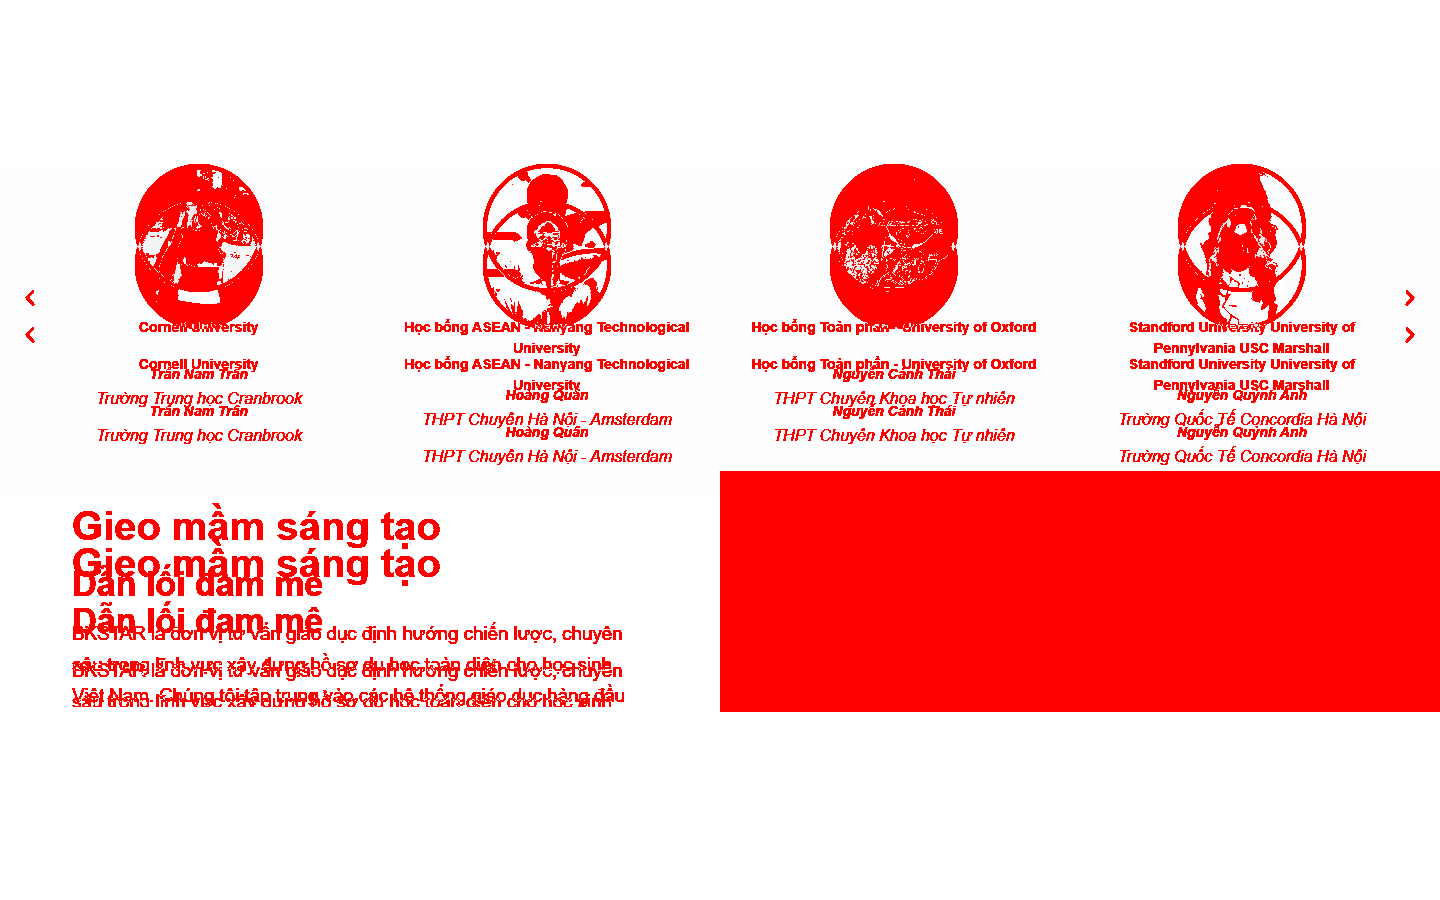 Cornell University
Học bổng ASEAN - Nanyang Technological
University
Học bổng Toàn phần - University of Oxford
Standford University University of
Pennylvania USC Marshall
Cornell University
Học bổng ASEAN - Nanyang Technological
University
Học bổng Toàn phần - University of Oxford
Standford University University of
Pennylvania USC Marshall
Trần Nam Trân
Trường Trung học Cranbrook
Trần Nam Trân
Trường Trung học Cranbrook
Hoàng Quân
THPT Chuyên Hà Nội - Amsterdam
Hoàng Quân
THPT Chuyên Hà Nội - Amsterdam
Nguyễn Cảnh Thái
THPT Chuyên Khoa học Tự nhiên
Nguyễn Cảnh Thái
THPT Chuyên Khoa học Tự nhiên
Nguyễn Quỳnh Anh
Trường Quốc Tế Concordia Hà Nội
Nguyễn Quỳnh Anh
Trường Quốc Tế Concordia Hà Nội
Gieo mầm sáng tạo
Gieo mầm sáng tạo
Dẫn lối đam mê
Dẫn lối đam mê
BKSTAR là đơn vị tư vấn giáo dục định hướng chiến lược, chuyên
sâu trong lĩnh vực xây dựng hồ sơ du học toàn diện cho học sinh
BKSTAR là đơn vị tư vấn giáo dục định hướng chiến lược, chuyên
Việt Nam. Chúng tôi tập trung vào các hệ thống giáo dục hàng đầu
sâu trong lĩnh vực xây dựng hồ sơ du học toàn diện cho học sinh